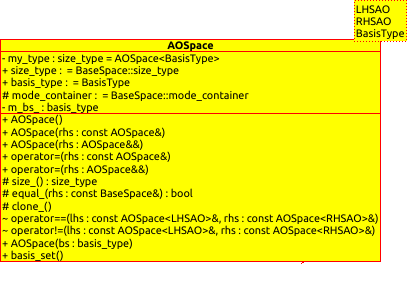 LHSAO
RHSAO
BasisType
AOSpace
- my_type : size_type = AOSpace<BasisType>
+ size_type :  = BaseSpace::size_type
+ basis_type :  = BasisType
# mode_container :  = BaseSpace::mode_container
- m_bs_ : basis_type
+ AOSpace()
+ AOSpace(rhs : const AOSpace&)
+ AOSpace(rhs : AOSpace&&)
+ operator=(rhs : const AOSpace&)
+ operator=(rhs : AOSpace&&)
# size_() : size_type
# equal_(rhs : const BaseSpace&) : bool
# clone_()
~ operator==(lhs : const AOSpace<LHSAO>&, rhs : const AOSpace<RHSAO>&)
~ operator!=(lhs : const AOSpace<LHSAO>&, rhs : const AOSpace<RHSAO>&)
+ AOSpace(bs : basis_type)
+ basis_set()